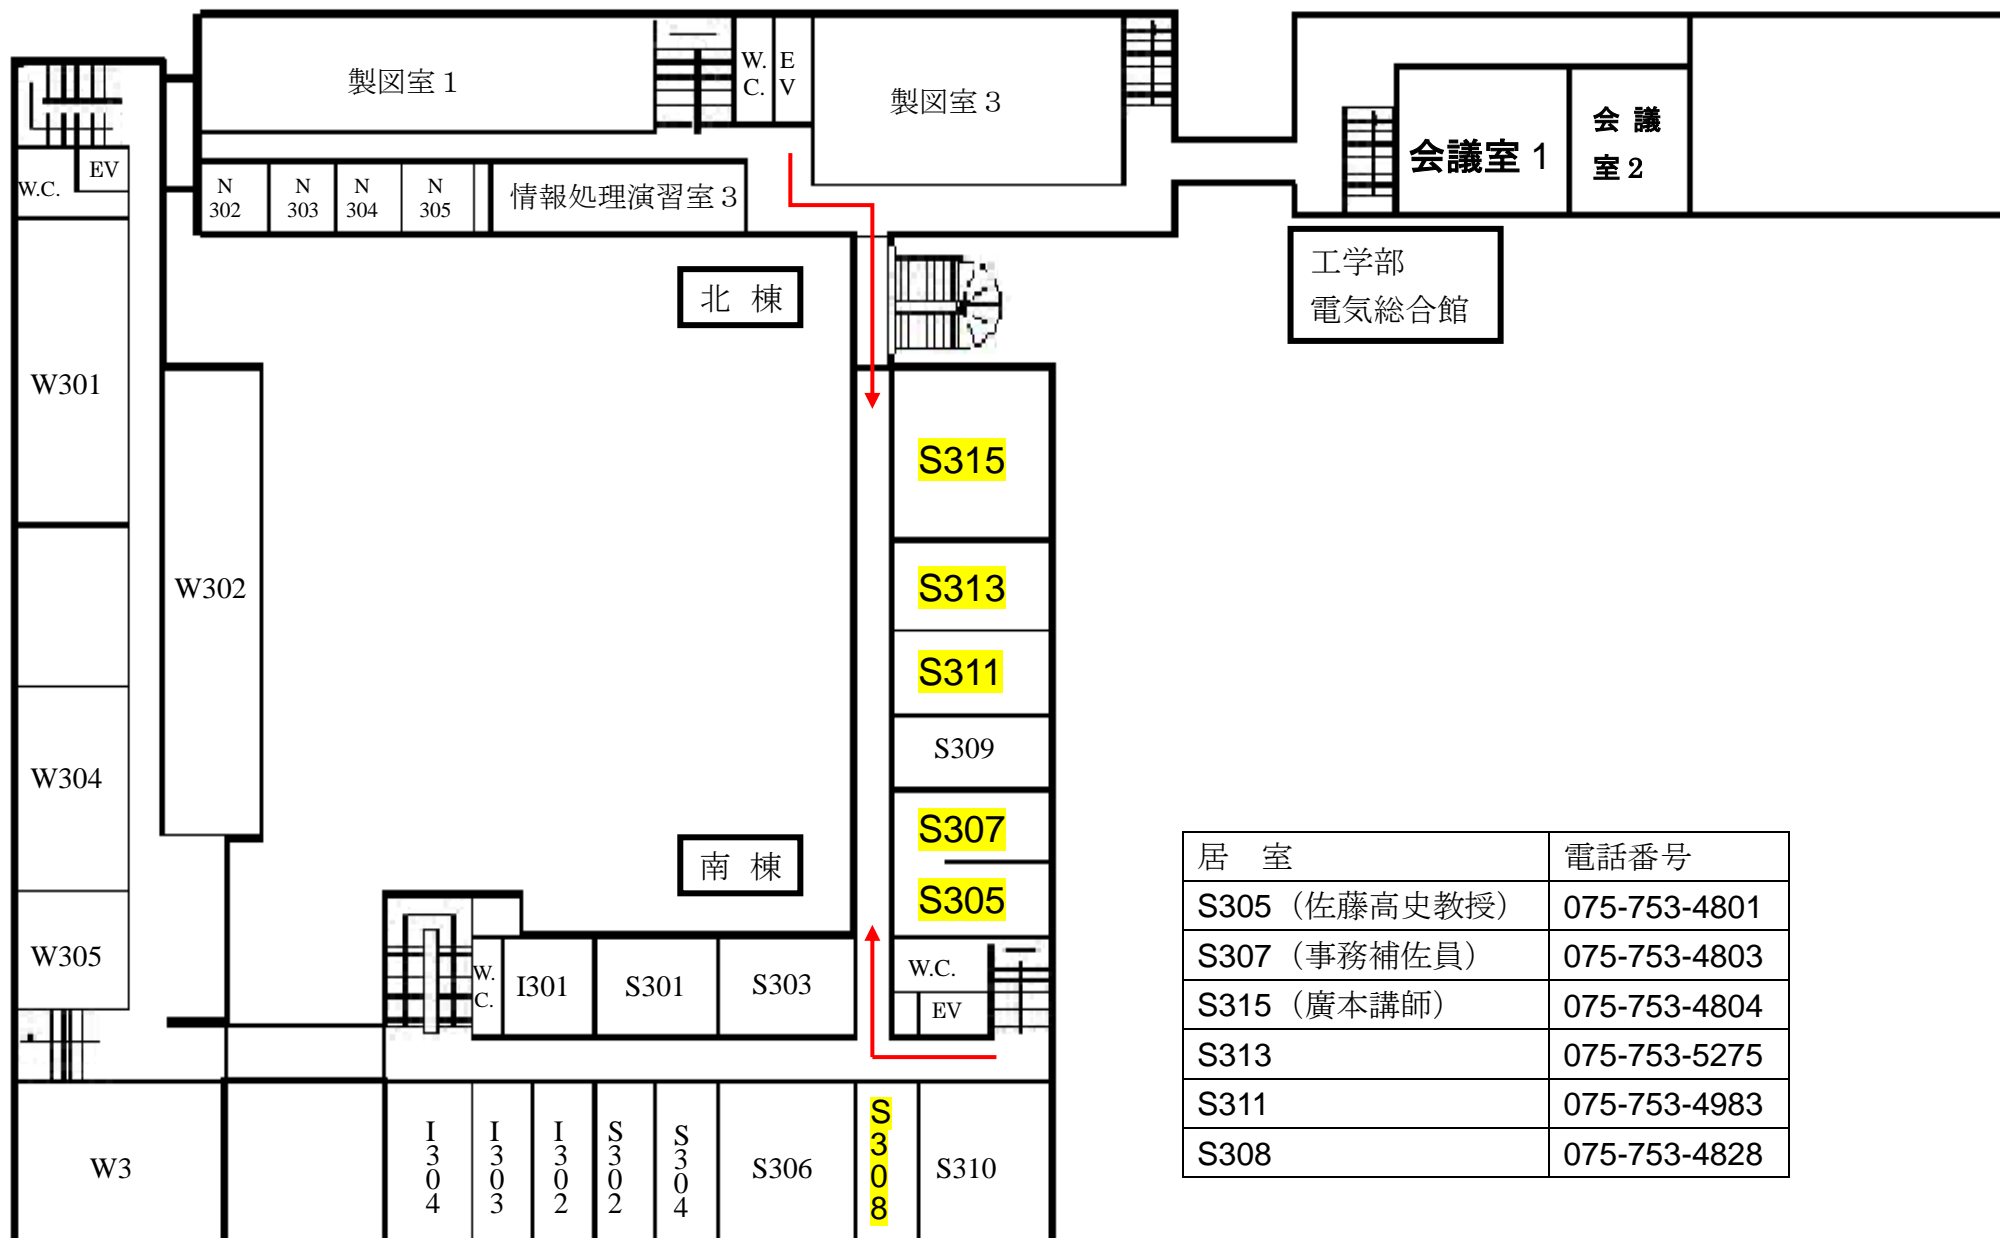 製図室１
W.
C.
E
V
製図室３
会議室 1
会 議
室 2
EV
W.C.
N
302
N
303
N
304
N
305
情報処理演習室３
北 棟
工学部
電気総合館
W301
S315
W302
S313
S311
S309
W304
S307
南 棟
S305
W305
W.
C.
I301
S301
S303
W.C.
EV
W3
I304
I303
I302
S302
S304
S306
S308
S310
居　室 電話番号
S305（佐藤高史教授） 075-753-4801
S307（事務補佐員） 075-753-4803
S315（廣本講師） 075-753-4804
S313 075-753-5275
S311 075-753-4983
S308 075-753-4828